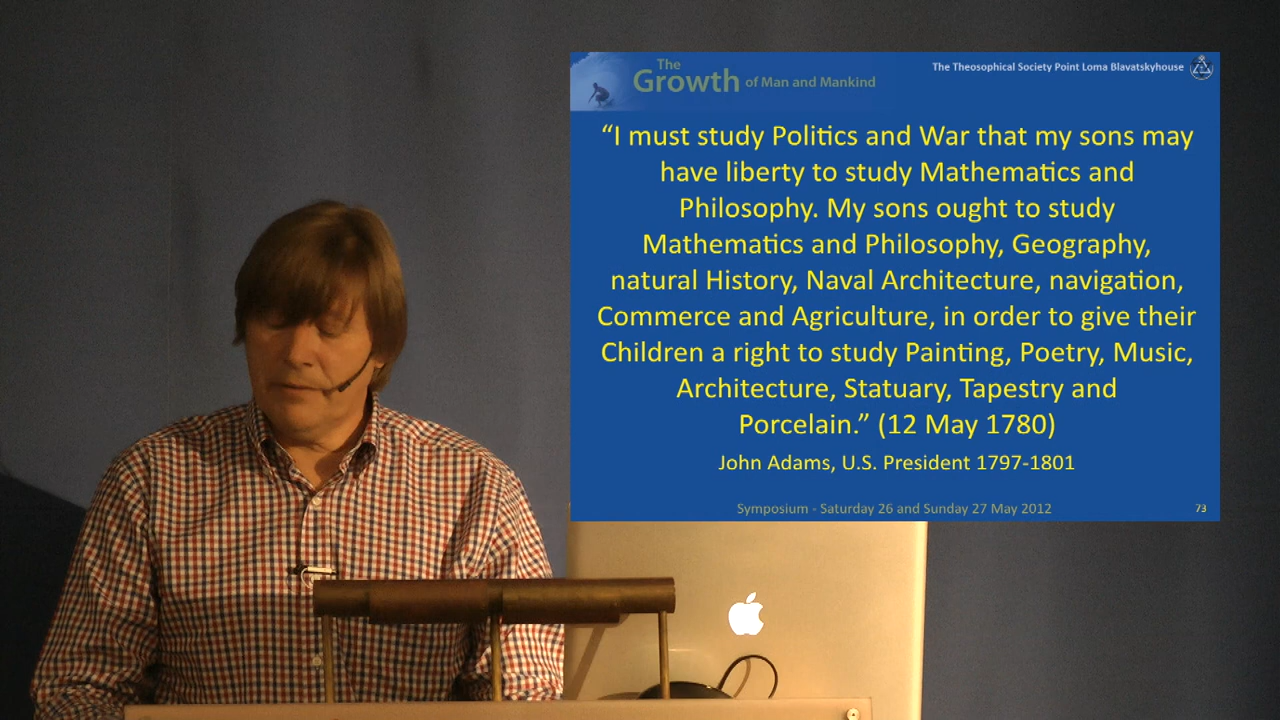 The
Growth of Man and Mankind
The Theosophical Society Point Loma Blavatskyhouse
“I must study Politics and War that my sons may
have liberty to study Mathematics and
Philosophy. My sons ought to study
Mathematics and Philosophy, Geography,
natural History, Naval Architecture, navigation,
Commerce and Agriculture, in order to give their
Children a right to study Painting, Poetry, Music,
Architecture, Statuary, Tapestry and
Porcelain.” (12 May 1780)
John Adams, U.S. President 1797-1801
Symposium - Saturday 26 and Sunday 27 May 2012
73